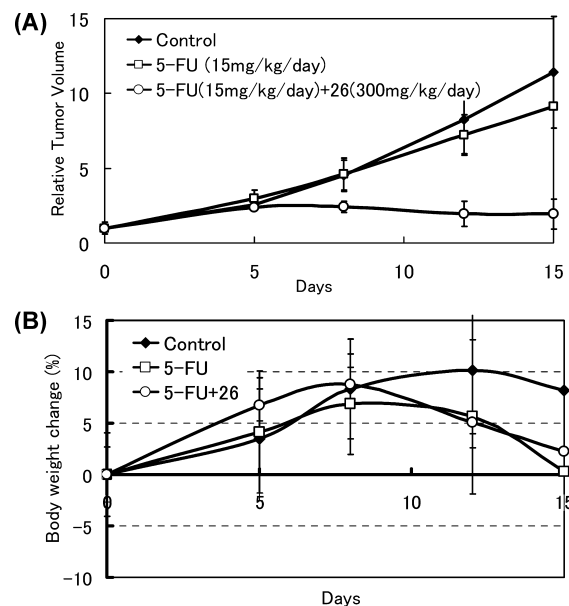 (A)
15
10
5
0
Relative Tumor Volume
Control
5-FU (15mg/kg/day)
5-FU(15mg/kg/day)+26(300mg/kg/day)
0 5 10 15
Days
(B)
15
10
5
0
-5
-10
Body weight change (%)
Control
5-FU
5-FU+26
0 5 10 15
Days